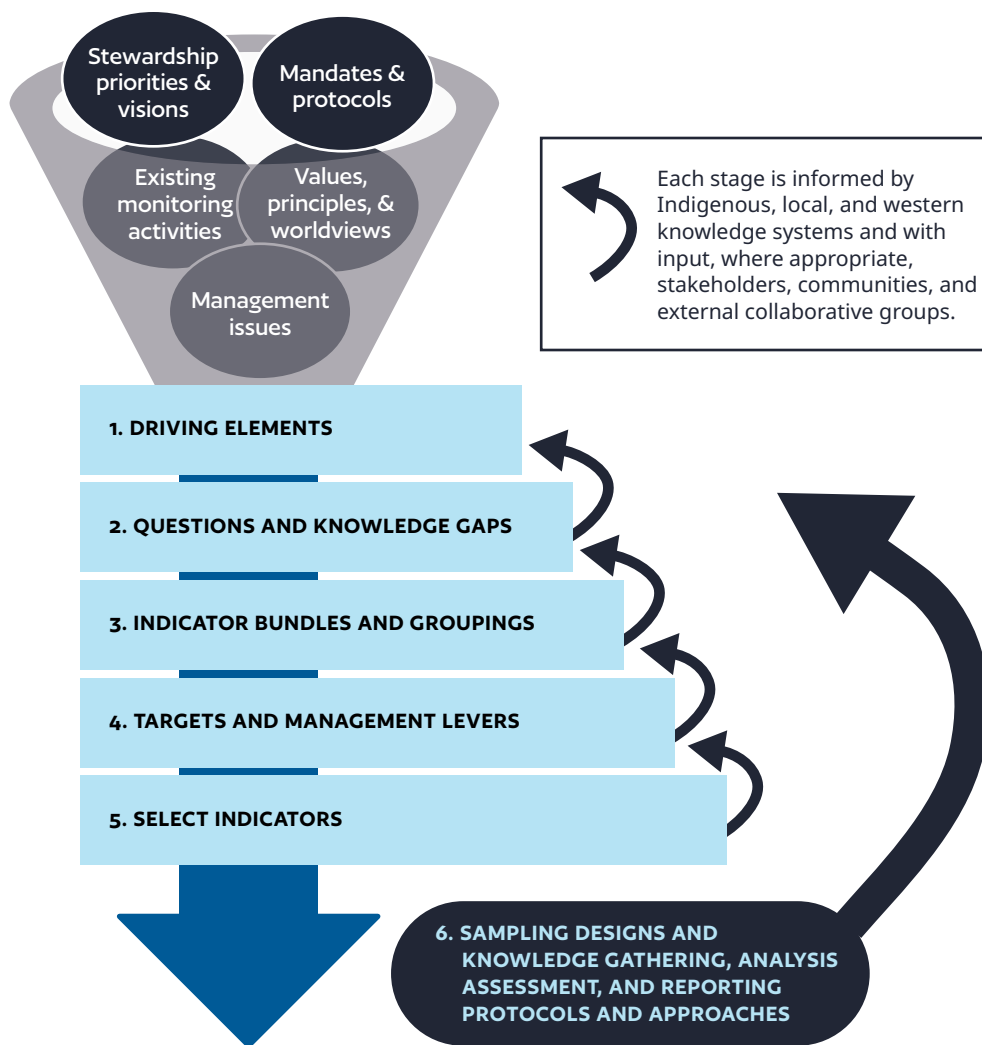 Stewardship
priorities &
visions
Mandates &
protocols
Existing
monitoring
activities
Values,
principles, &
worldviews
Management
issues
Each stage is informed by
Indigenous, local, and western
knowledge systems and with
input, where appropriate,
stakeholders, communities, and
external collaborative groups.
1. DRIVING ELEMENTS
2. QUESTIONS AND KNOWLEDGE GAPS
3. INDICATOR BUNDLES AND GROUPINGS
4. TARGETS AND MANAGEMENT LEVERS
5. SELECT INDICATORS
6. SAMPLING DESIGNS AND
KNOWLEDGE GATHERING, ANALYSIS
ASSESSMENT, AND REPORTING
PROTOCOLS AND APPROACHES